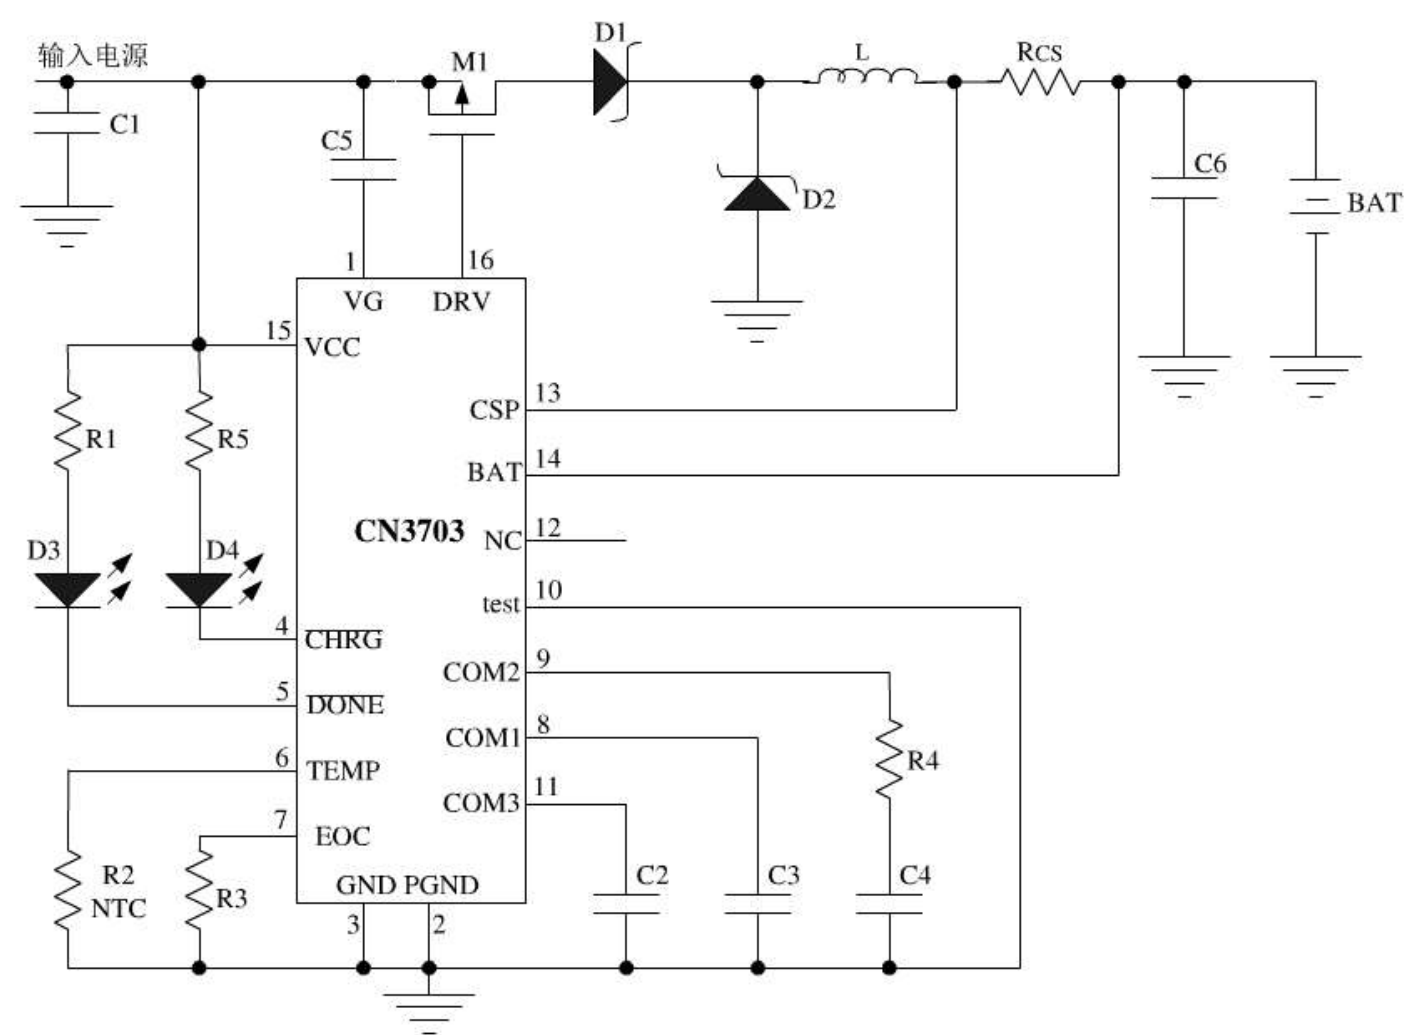 输入电源
D1
M1
L
RCS
C1
C5
D2
C6
BAT
1
16
VG
DRV
15
VCC
CSP
13
R1
R5
BAT
14
CN3703
NC
12
D3
D4
test
10
4
CHRG
COM2
9
5
DONE
COM1
8
R4
6
TEMP
COM3
11
7
EOC
R2
NTC
R3
GND PGND
C2
C3
C4
3
2